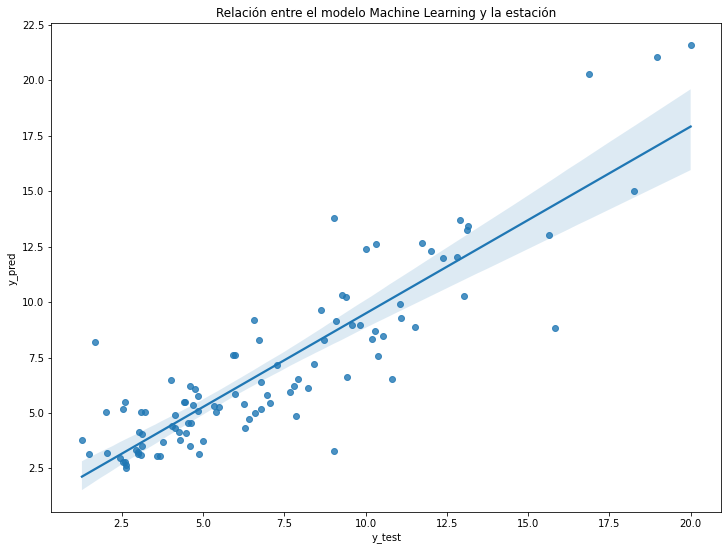 Relación entre el modelo Machine Learning y la estación
22.5
20.0
17.5
15.0
12.5
10.0
7.5
5.0
2.5
y_pred
2.5 5.0 7.5 10.0 12.5 15.0 17.5 20.0
y_test